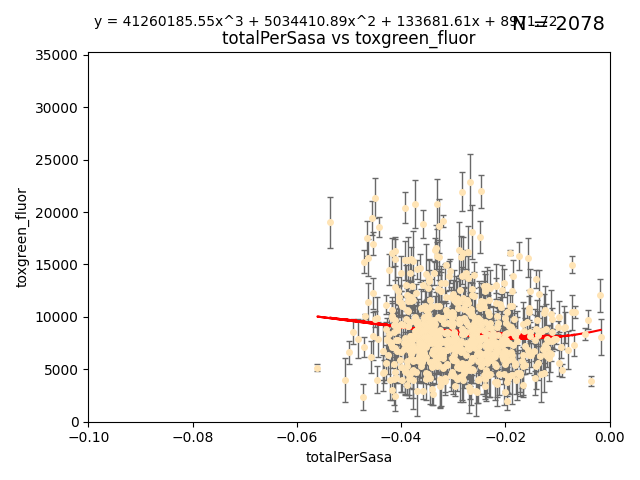 y = 41260185.55x^3 + 5034410.89x^2 + 133681.61x +
N = 2078
totalPerSasa vs toxgreen_fluor
35000
30000
25000
20000
15000
10000
5000
0
toxgreen_fluor
−0.10
−0.08
−0.06
−0.04
−0.02
0.00
totalPerSasa